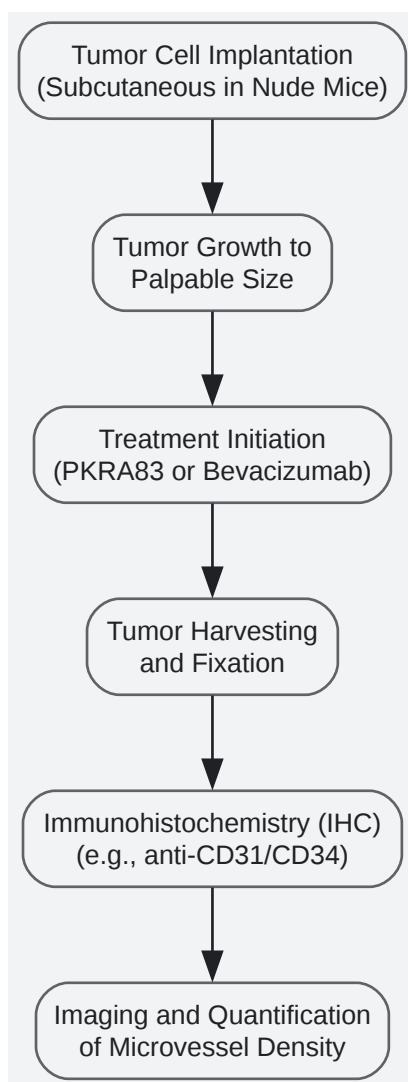 Tumor Cell Implantation
(Subcutaneous in Nude Mice)
Tumor Growth to
Palpable Size
Treatment Initiation
(PKRA83 or Bevacizumab)
Tumor Harvesting
and Fixation
Immunohistochemistry (IHC)
(e.g., anti-CD31/CD34)
Imaging and Quantification
of Microvessel Density